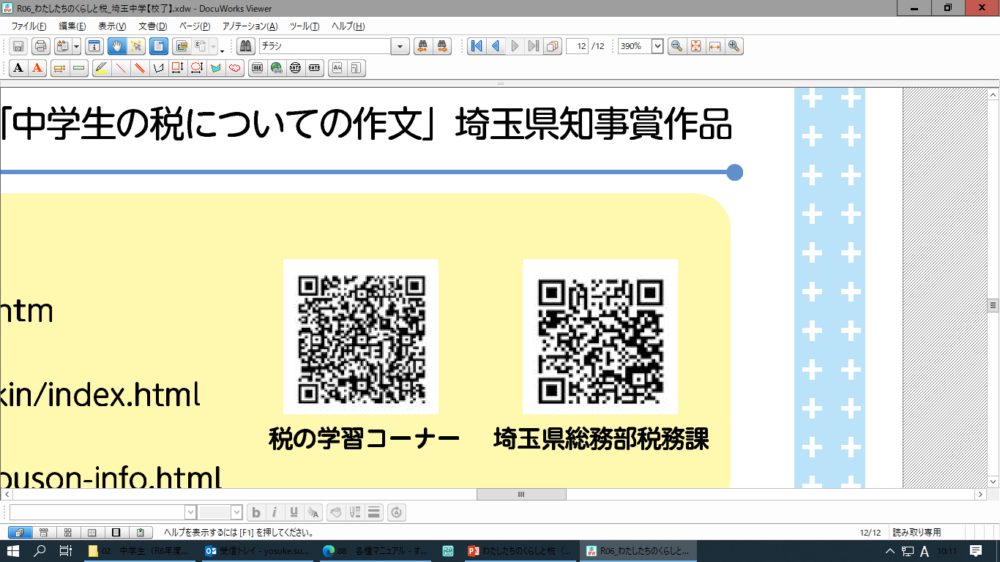 R06_わたしたちのくらしと税_埼玉中学【校了】.xdw - DocuWorks Viewer
ファイル(F) 編集(E) 表示(V) 文書(D) ページ(P) アノテーション(A) ツール(T) ヘルプ(H)
チラシ 12 /12 390%
A A OLE DATE DATE A4
「中学生の税についての作文」埼玉県知事賞作品
htm
kin/index.html
税の学習コーナー 埼玉県総務部税務課
ouson-info.html
b i U A
ヘルプを表示するには [F1] を押してください。 12/12 読み取り専用
02 中学生（R6年度... 受信トレイ - yosuke.su... 88 各種マニュアル - す... わたしたちのくらしと税（... R06_わたしたちのくらしと... A 10:11